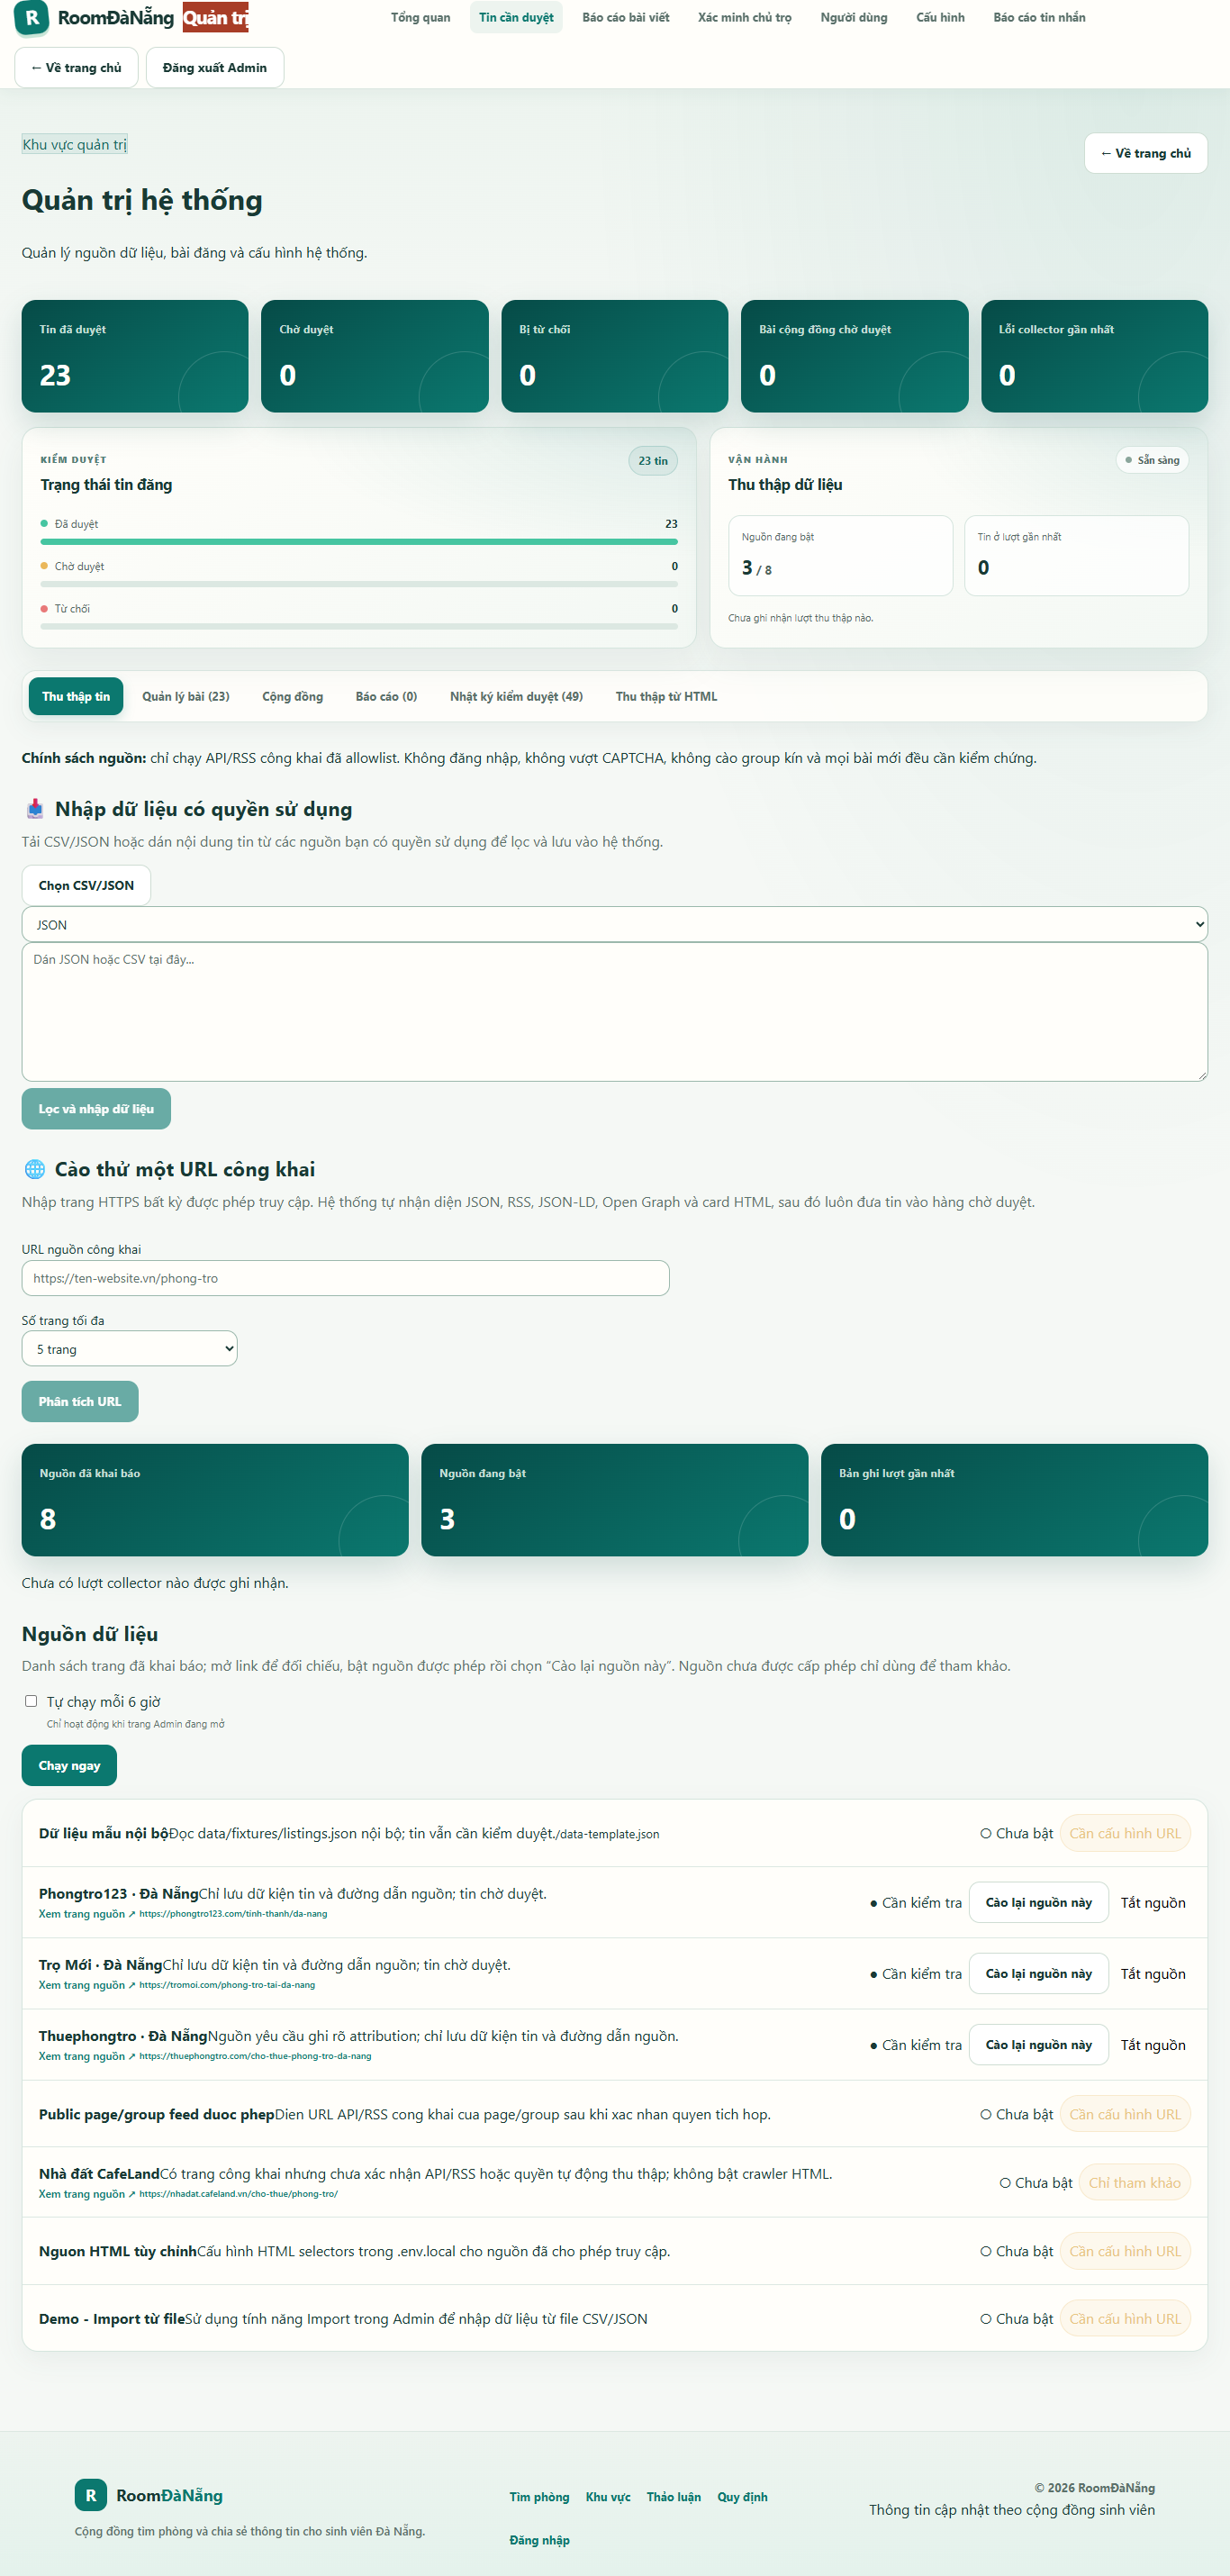 R RoomĐàNẵng Quản trị
Tổng quan Tin cần duyệt Báo cáo bài viết Xác minh chủ trọ Người dùng Cấu hình Báo cáo tin nhắn
← Về trang chủ Đăng xuất Admin
Khu vực quản trị
← Về trang chủ
Quản trị hệ thống
Quản lý nguồn dữ liệu, bài đăng và cấu hình hệ thống.
Tin đã duyệt
23
Chờ duyệt
0
Bị từ chối
0
Bài cộng đồng chờ duyệt
0
Lỗi collector gần nhất
0
KIỂM DUYỆT
Trạng thái tin đăng
23 tin
Đã duyệt 23
Chờ duyệt 0
Từ chối 0
VẬN HÀNH
Thu thập dữ liệu
Sẵn sàng
Nguồn đang bật
3 / 8
Tin ở lượt gần nhất
0
Chưa ghi nhận lượt thu thập nào.
Thu thập tin Quản lý bài (23) Cộng đồng Báo cáo (0) Nhật ký kiểm duyệt (49) Thu thập từ HTML
Chính sách nguồn: chỉ chạy API/RSS công khai đã allowlist. Không đăng nhập, không vượt CAPTCHA, không cào group kín và mọi bài mới đều cần kiểm chứng.
Nhập dữ liệu có quyền sử dụng
Tải CSV/JSON hoặc dán nội dung tin từ các nguồn bạn có quyền sử dụng để lọc và lưu vào hệ thống.
Chọn CSV/JSON
JSON
Dán JSON hoặc CSV tại đây...
Lọc và nhập dữ liệu
Cào thử một URL công khai
Nhập trang HTTPS bất kỳ được phép truy cập. Hệ thống tự nhận diện JSON, RSS, JSON-LD, Open Graph và card HTML, sau đó luôn đưa tin vào hàng chờ duyệt.
URL nguồn công khai
https://ten-website.vn/phong-tro
Số trang tối đa
5 trang
Phân tích URL
Nguồn đã khai báo
8
Nguồn đang bật
3
Bản ghi lượt gần nhất
0
Chưa có lượt collector nào được ghi nhận.
Nguồn dữ liệu
Danh sách trang đã khai báo; mở link để đối chiếu, bật nguồn được phép rồi chọn “Cào lại nguồn này”. Nguồn chưa được cấp phép chỉ dùng để tham khảo.
Tự chạy mỗi 6 giờ
Chỉ hoạt động khi trang Admin đang mở
Chạy ngay
Dữ liệu mẫu nội bộĐọc data/fixtures/listings.json nội bộ; tin vẫn cần kiểm duyệt./data-template.json ○ Chưa bật Cần cấu hình URL
Phongtro123 · Đà NẵngChỉ lưu dữ kiện tin và đường dẫn nguồn; tin chờ duyệt.
Xem trang nguồn ↗ https://phongtro123.com/tinh-thanh/da-nang
● Cần kiểm tra Cào lại nguồn này Tắt nguồn
Trọ Mới · Đà NẵngChỉ lưu dữ kiện tin và đường dẫn nguồn; tin chờ duyệt.
Xem trang nguồn ↗ https://tromoi.com/phong-tro-tai-da-nang
● Cần kiểm tra Cào lại nguồn này Tắt nguồn
Thuephongtro · Đà NẵngNguồn yêu cầu ghi rõ attribution; chỉ lưu dữ kiện tin và đường dẫn nguồn.
Xem trang nguồn ↗ https://thuephongtro.com/cho-thue-phong-tro-da-nang
● Cần kiểm tra Cào lại nguồn này Tắt nguồn
Public page/group feed duoc phepDien URL API/RSS cong khai cua page/group sau khi xac nhan quyen tich hop. ○ Chưa bật Cần cấu hình URL
Nhà đất CafeLandCó trang công khai nhưng chưa xác nhận API/RSS hoặc quyền tự động thu thập; không bật crawler HTML.
Xem trang nguồn ↗ https://nhadat.cafeland.vn/cho-thue/phong-tro/
○ Chưa bật Chỉ tham khảo
Nguon HTML tùy chỉnhCấu hình HTML selectors trong .env.local cho nguồn đã cho phép truy cập. ○ Chưa bật Cần cấu hình URL
Demo - Import từ fileSử dụng tính năng Import trong Admin để nhập dữ liệu từ file CSV/JSON ○ Chưa bật Cần cấu hình URL
R RoomĐàNẵng
Cộng đồng tìm phòng và chia sẻ thông tin cho sinh viên Đà Nẵng.
Tìm phòng Khu vực Thảo luận Quy định
Đăng nhập
© 2026 RoomĐàNẵng
Thông tin cập nhật theo cộng đồng sinh viên